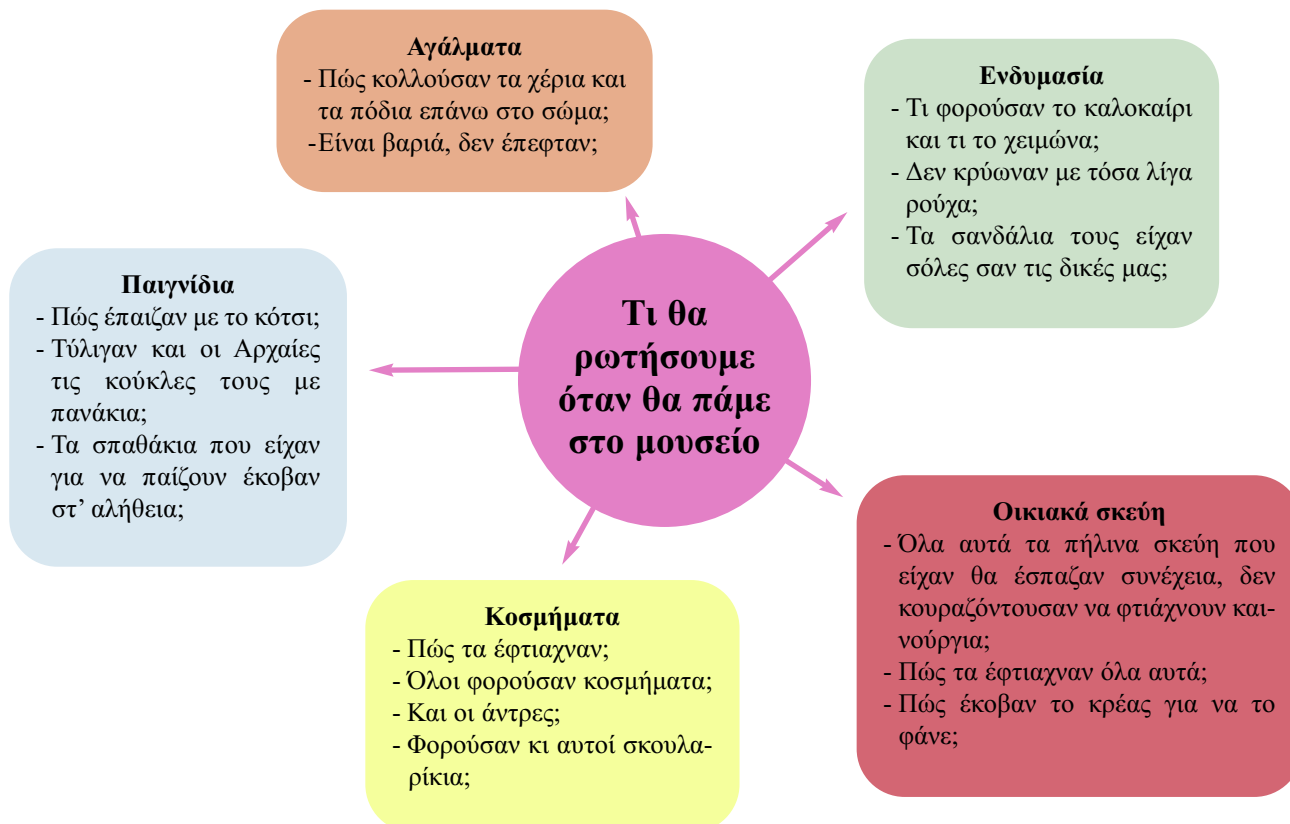 Αγάλματα
- Πώς κολλούσαν τα χέρια και
τα πόδια επάνω στο σώμα;
-Είναι βαριά, δεν έπεφταν;
Ενδυμασία
- Τι φορούσαν το καλοκαίρι
και τι το χειμώνα;
- Δεν κρύωναν με τόσα λίγα
ρούχα;
- Τα σανδάλια τους είχαν
σόλες σαν τις δικές μας;
Παιγνίδια
- Πώς έπαιζαν με το κότσι;
- Τύλιγαν και οι Αρχαίες
τις κούκλες τους με
πανάκια;
- Τα σπαθάκια που είχαν
για να παίζουν έκοβαν
στ’ αλήθεια;
Τι θα
ρωτήσουμε
όταν θα πάμε
στο μουσείο
Κοσμήματα
- Πώς τα έφτιαχναν;
- Όλοι φορούσαν κοσμήματα;
- Και οι άντρες;
- Φορούσαν κι αυτοί σκουλα-
ρίκια;
Οικιακά σκεύη
- Όλα αυτά τα πήλινα σκεύη που
είχαν θα έσπαζαν συνέχεια, δεν
κουραζόντουσαν να φτιάχνουν και-
νούργια;
- Πώς τα έφτιαχναν όλα αυτά;
- Πώς έκοβαν το κρέας για να το
φάνε;